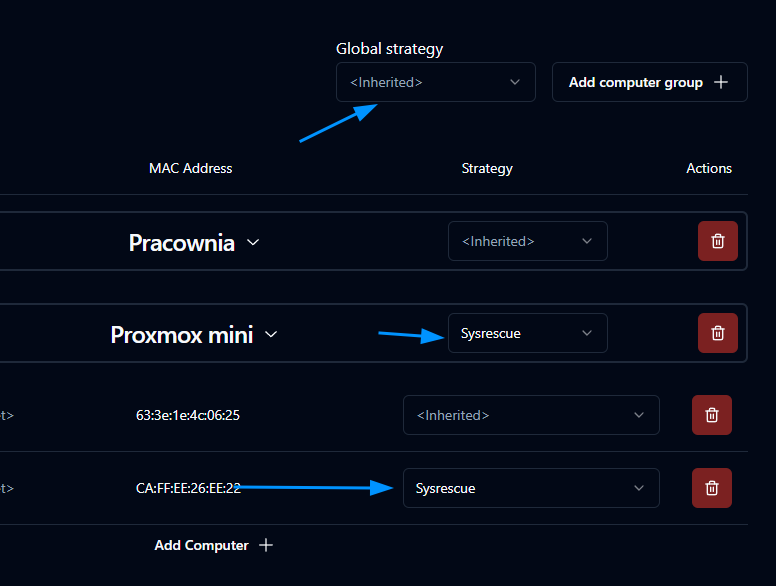 Global strategy
<Inherited>
Add computer group
MAC Address Strategy Actions
Pracownia <Inherited>
Proxmox mini Sysrescue
t> 63:3e:1e:4c:06:25 <Inherited>
t> CA:FF:EE:26:EE:22 Sysrescue
Add Computer